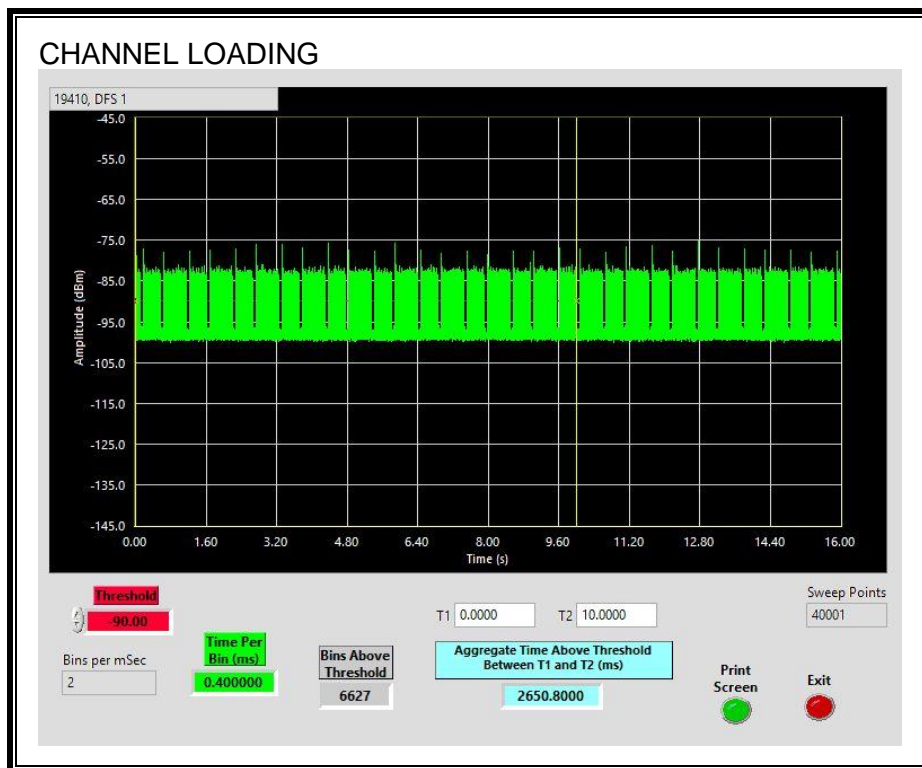 CHANNEL LOADING
19410, DFS 1
-45.0
-55.0
-65.0
-75.0
-85.0
-95.0
-105.0
-115.0
-125.0
-135.0
-145.0
Amplitude (dBm)
0.00 1.60 3.20 4.80 6.40 8.00 9.60 11.20 12.80 14.40 16.00
Time (s)
Threshold
-90.00
Bins per mSec
2
Time Per
Bin (ms)
0.400000
Bins Above
Threshold
6627
T1 0.0000 T2 10.0000
Aggregate Time Above Threshold
Between T1 and T2 (ms)
2650.8000
Sweep Points
40001
Print
Screen
Exit